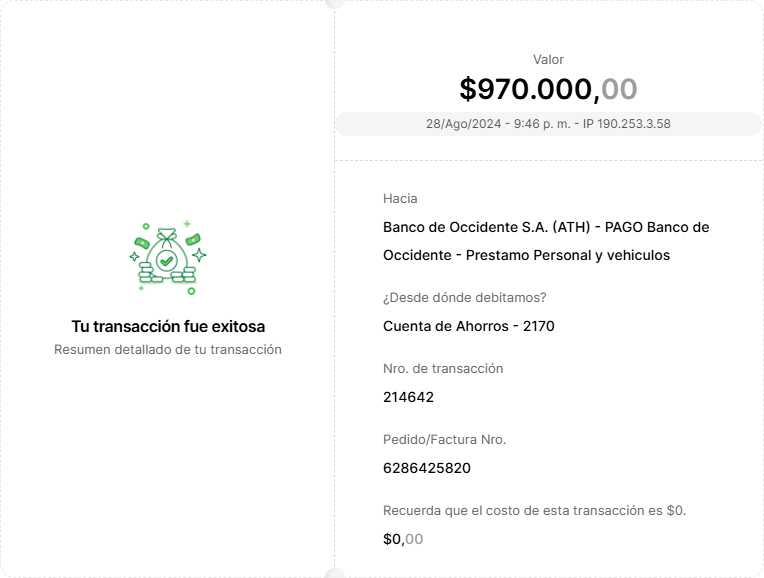 Tu transacción fue exitosa
Resumen detallado de tu transacción
Valor
$970.000,00
28/Ago/2024 - 9:46 p. m. - IP 190.253.3.58
Hacia
Banco de Occidente S.A. (ATH) - PAGO Banco de
Occidente - Prestamo Personal y vehiculos
¿Desde dónde debitamos?
Cuenta de Ahorros - 2170
Nro. de transacción
214642
Pedido/Factura Nro.
6286425820
Recuerda que el costo de esta transacción es $0.
$0,00